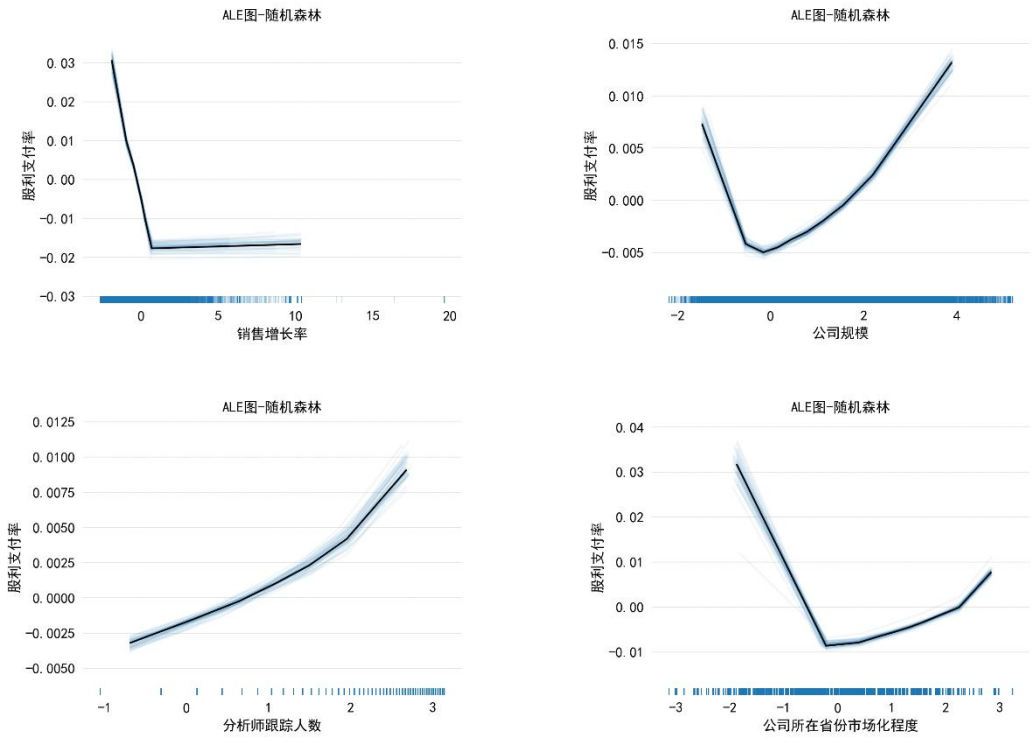 ALE图-随机森林
0.03
0.02
0.01
0.00
−0.01
−0.02
−0.03
股利支付率
0 5 10 15 20
销售增长率
ALE图-随机森林
0.015
0.010
0.005
0.000
−0.005
股利支付率
−2 0 2 4
公司规模
ALE图-随机森林
0.0125
0.0100
0.0075
0.0050
0.0025
0.0000
−0.0025
−0.0050
股利支付率
−1 0 1 2 3
分析师跟踪人数
ALE图-随机森林
0.04
0.03
0.02
0.01
0.00
−0.01
股利支付率
−3 −2 −1 0 1 2 3
公司所在省份市场化程度